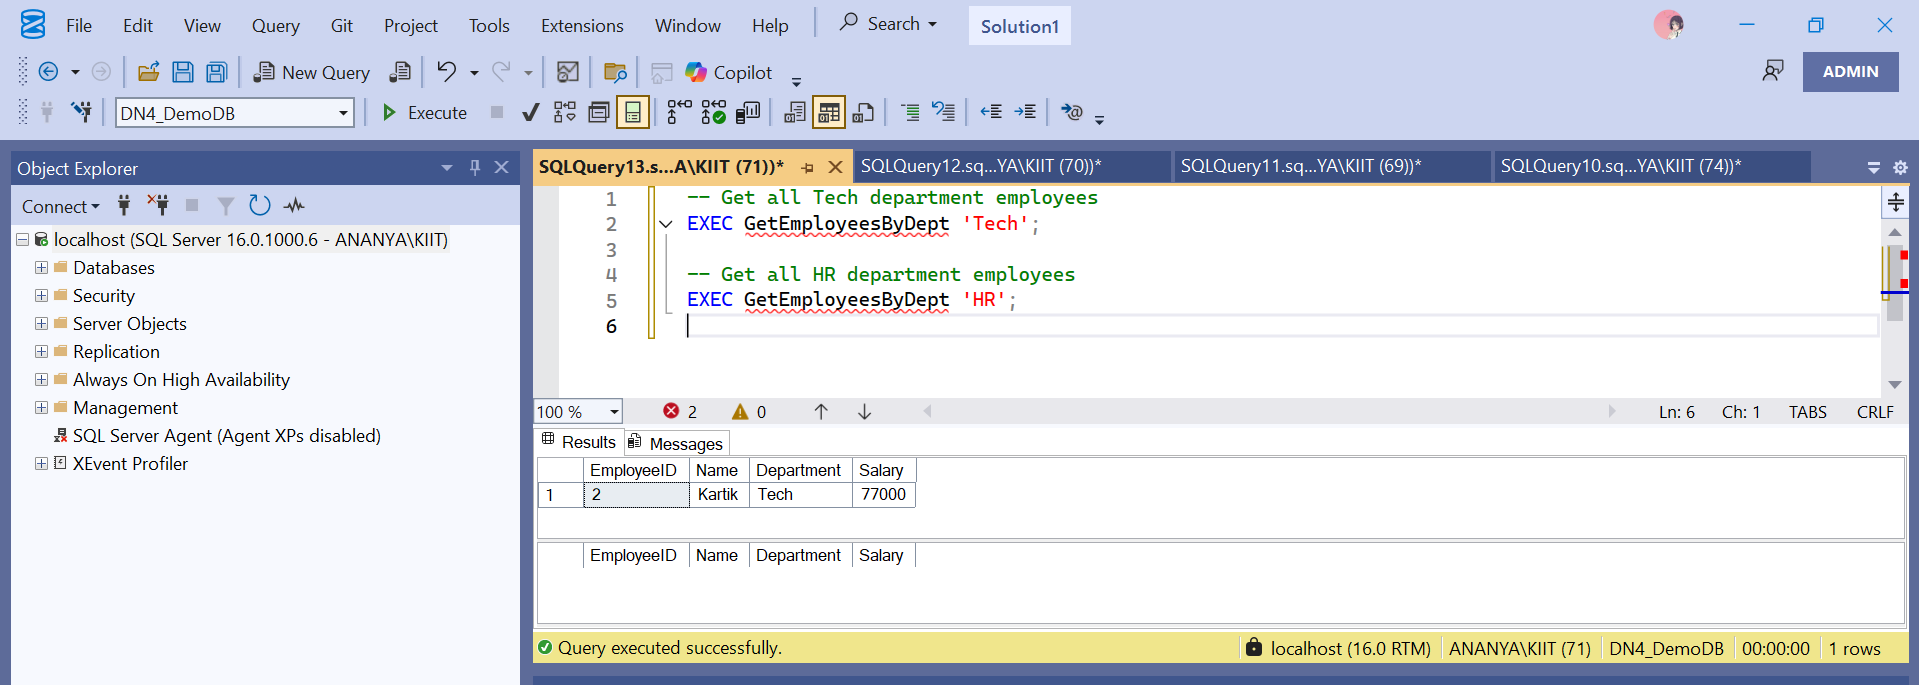 File Edit View Query Git Project Tools Extensions Window Help Search Solution1
New Query Copilot ADMIN
DN4_DemoDB Execute
Object Explorer
Connect
localhost (SQL Server 16.0.1000.6 - ANANYA\KIIT)
Databases
Security
Server Objects
Replication
Always On High Availability
Management
SQL Server Agent (Agent XPs disabled)
XEvent Profiler
SQLQuery13.s...A\KIIT (71))* SQLQuery12.sq...YA\KIIT (70))* SQLQuery11.sq...YA\KIIT (69))* SQLQuery10.sq...YA\KIIT (74))*
1 -- Get all Tech department employees
2 EXEC GetEmployeesByDept 'Tech';
3
4 -- Get all HR department employees
5 EXEC GetEmployeesByDept 'HR';
6
100 % 2 0 Ln: 6 Ch: 1 TABS CRLF
Results Messages
EmployeeID Name Department Salary
1 2 Kartik Tech 77000
EmployeeID Name Department Salary
Query executed successfully. localhost (16.0 RTM) ANANYA\KIIT (71) DN4_DemoDB 00:00:00 1 rows